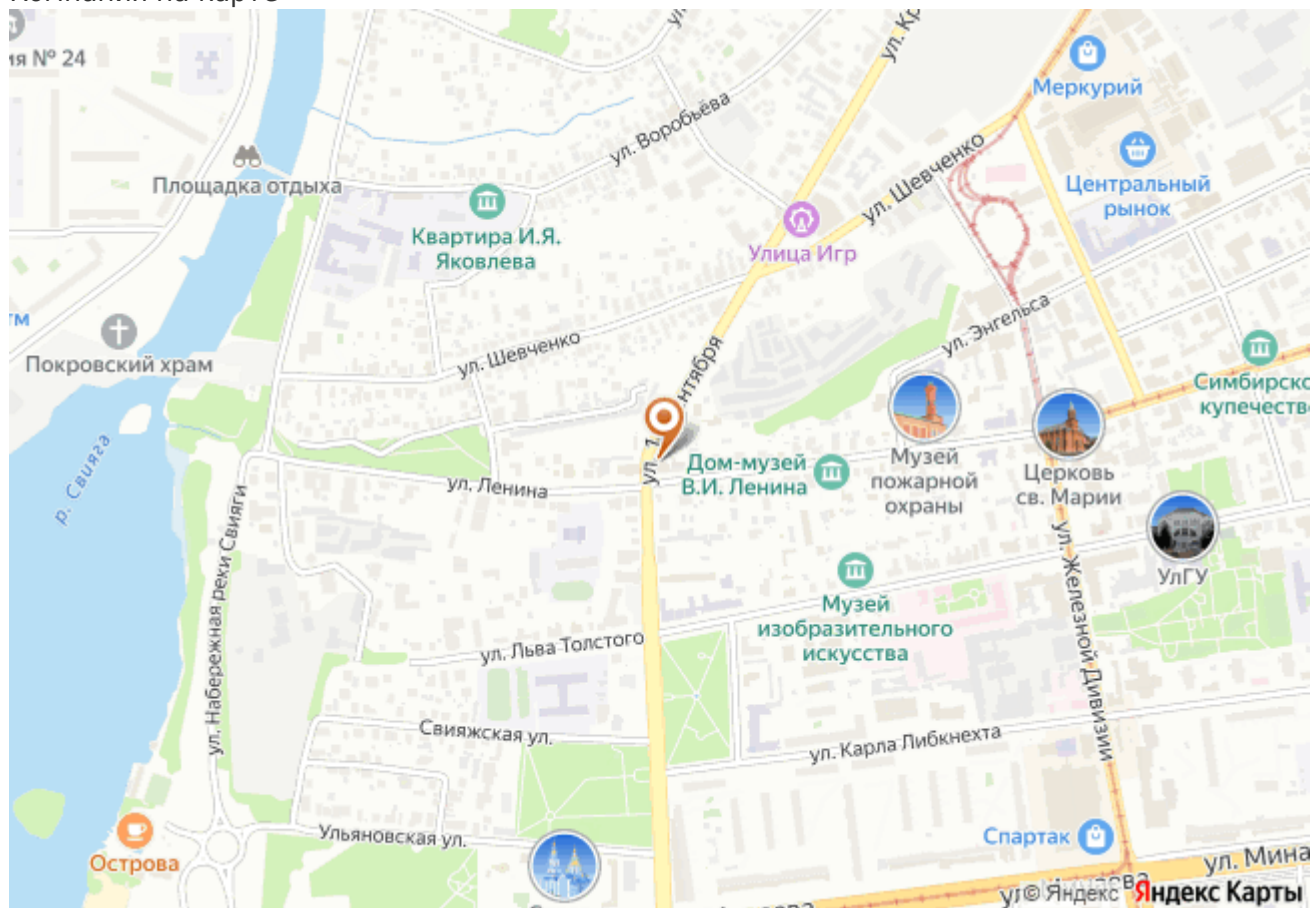 ул. Кр
ия № 24
Меркурий
ул. Воробьёва
ул. Шевченко
Площадка отдыха
Центральный
рынок
Квартира И.Я.
Яковлева
Улица Игр
тм
Покровский храм
ул. Шевченко
ул. Энгельса
нтября
Симбирско
купечеств
р. Свияга
ул. 1
ул. Ленина
Дом-музей
В.И. Ленина
Музей
пожарной
охраны
Церковь
св. Марии
УлГУ
ул. Набережная реки Свияги
Музей
изобразительного
искусства
ул. Железной Дивизии
ул. Льва Толстого
Свияжская ул.
ул. Карла Либкнехта
Ульяновская ул.
Острова
Спартак
ул. Мина
© Яндекс Яндекс Карты